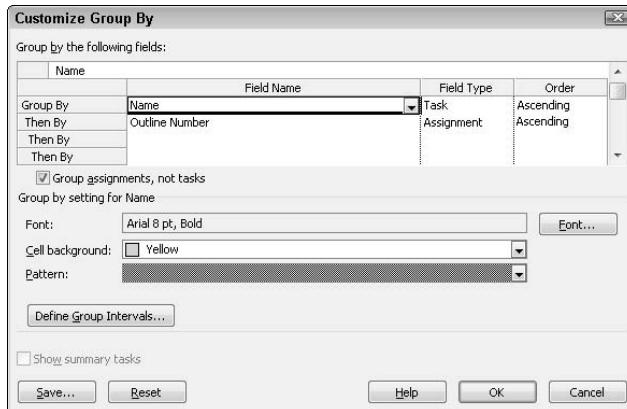 Customize Group By
Group by the following fields:
Name
Field Name Field Type Order
Group By Name Task Ascending
Then By Outline Number Assignment Ascending
Then By
Then By
Group assignments, not tasks
Group by setting for Name
Font: Arial 8 pt, Bold Font...
Cell background: Yellow
Pattern:
Define Group Intervals...
Show summary tasks
Save... Reset Help OK Cancel